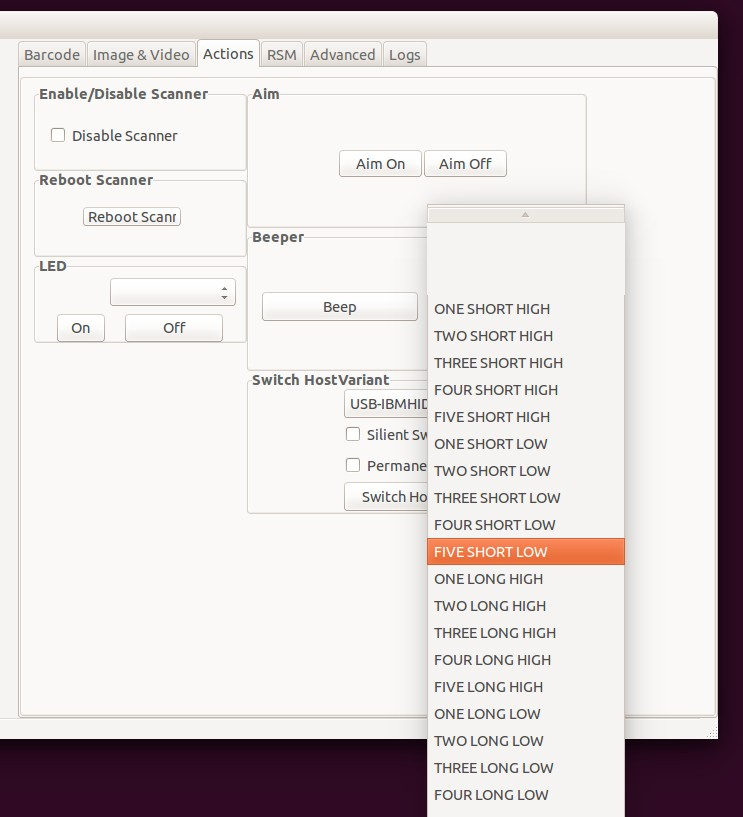 Barcode
Image & Video
Actions
RSM
Advanced
Logs
Enable/Disable Scanner
Disable Scanner
Reboot Scanner
Reboot Scanr
LED
On
Off
Aim
Aim On
Aim Off
Beeper
Beep
Switch HostVariant
USB-IBMHID
Silient Sw
Permane
Switch Ho
ONE SHORT HIGH
TWO SHORT HIGH
THREE SHORT HIGH
FOUR SHORT HIGH
FIVE SHORT HIGH
ONE SHORT LOW
TWO SHORT LOW
THREE SHORT LOW
FOUR SHORT LOW
FIVE SHORT LOW
ONE LONG HIGH
TWO LONG HIGH
THREE LONG HIGH
FOUR LONG HIGH
FIVE LONG HIGH
ONE LONG LOW
TWO LONG LOW
THREE LONG LOW
FOUR LONG LOW